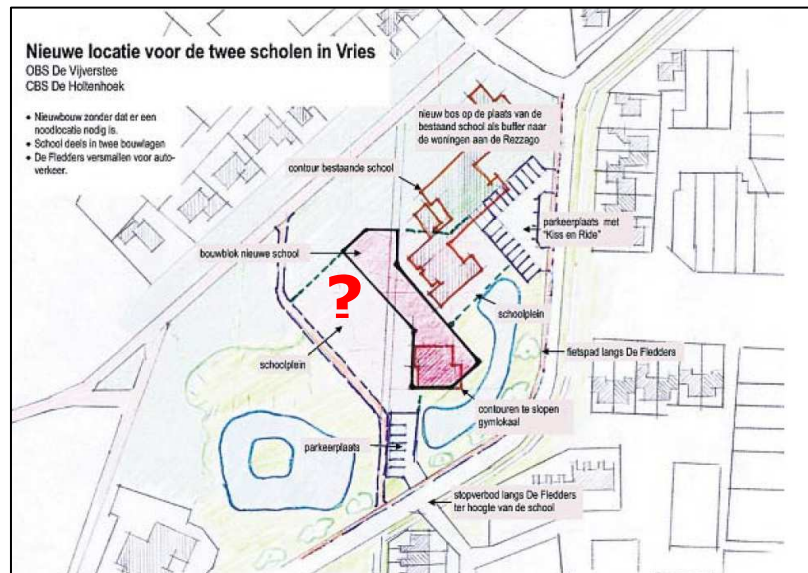 Nieuwe locatie voor de twee scholen in Vries
OBS De Vijverstee
CBS De Holtenhoek
• Nieuwbouw zonder dat er een
noodlocatie nodig is.
• School deels in twee bouwlagen
• De Fledders versmallen voor auto-
verkeer.
nieuw bos op de plaats van de
bestaand school als buffer naar
de woningen aan de Rezzago
contour bestaande school
parkeerplaats met
"Kiss en Ride"
bouwblok nieuwe school
?
schoolplein
schoolplein
fietspad langs De Fledders
contouren te slopen
gymlokaal
parkeerplaats
stopverbod langs De Fledders
ter hoogte van de school